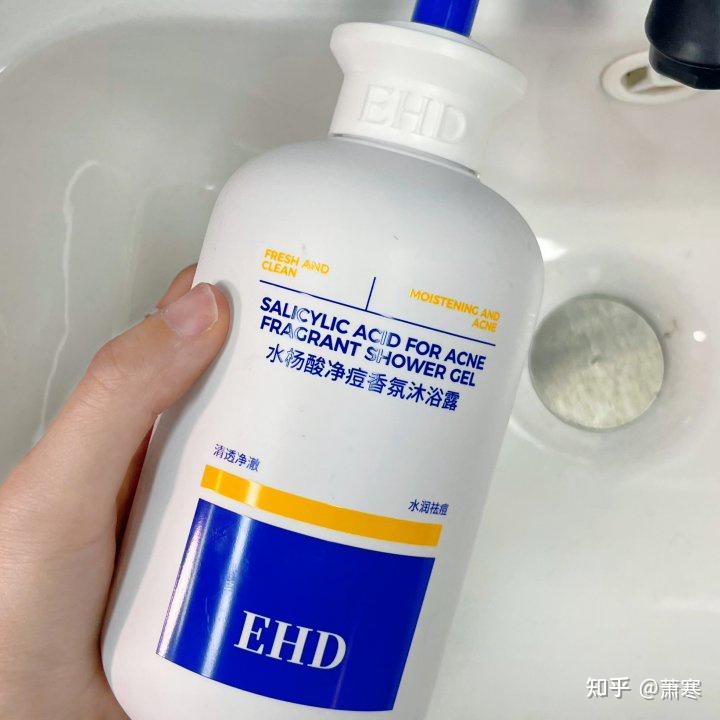 EHD
FRESH AND
CLEAN
MOISTENING AND
ACNE
SALICYLIC ACID FOR ACNE
FRAGRANT SHOWER GEL
水杨酸净痘香氛沐浴露
清透净澈
水润祛痘
EHD
知乎 @萧寒